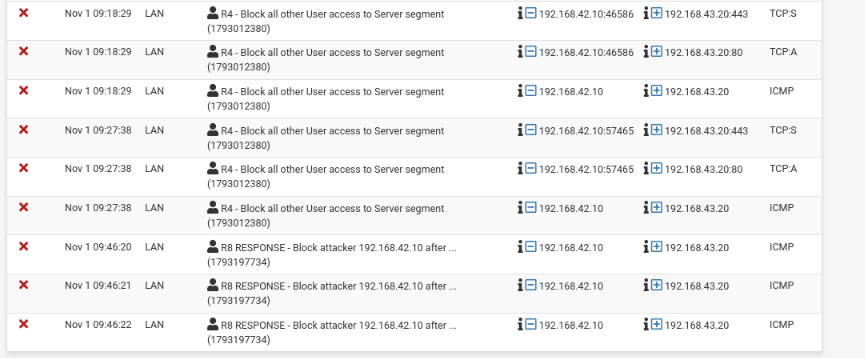 Nov 1 09:18:29 LAN R4 - Block all other User access to Server segment 192.168.42.10:46586 192.168.43.20:443 TCP:S
(1793012380)
Nov 1 09:18:29 LAN R4 - Block all other User access to Server segment 192.168.42.10:46586 192.168.43.20:80 TCP:A
(1793012380)
Nov 1 09:18:29 LAN R4 - Block all other User access to Server segment 192.168.42.10 192.168.43.20 ICMP
(1793012380)
Nov 1 09:27:38 LAN R4 - Block all other User access to Server segment 192.168.42.10:57465 192.168.43.20:443 TCP:S
(1793012380)
Nov 1 09:27:38 LAN R4 - Block all other User access to Server segment 192.168.42.10:57465 192.168.43.20:80 TCP:A
(1793012380)
Nov 1 09:27:38 LAN R4 - Block all other User access to Server segment 192.168.42.10 192.168.43.20 ICMP
(1793012380)
Nov 1 09:46:20 LAN R8 RESPONSE - Block attacker 192.168.42.10 after ... 192.168.42.10 192.168.43.20 ICMP
(1793197734)
Nov 1 09:46:21 LAN R8 RESPONSE - Block attacker 192.168.42.10 after ... 192.168.42.10 192.168.43.20 ICMP
(1793197734)
Nov 1 09:46:22 LAN R8 RESPONSE - Block attacker 192.168.42.10 after ... 192.168.42.10 192.168.43.20 ICMP
(1793197734)